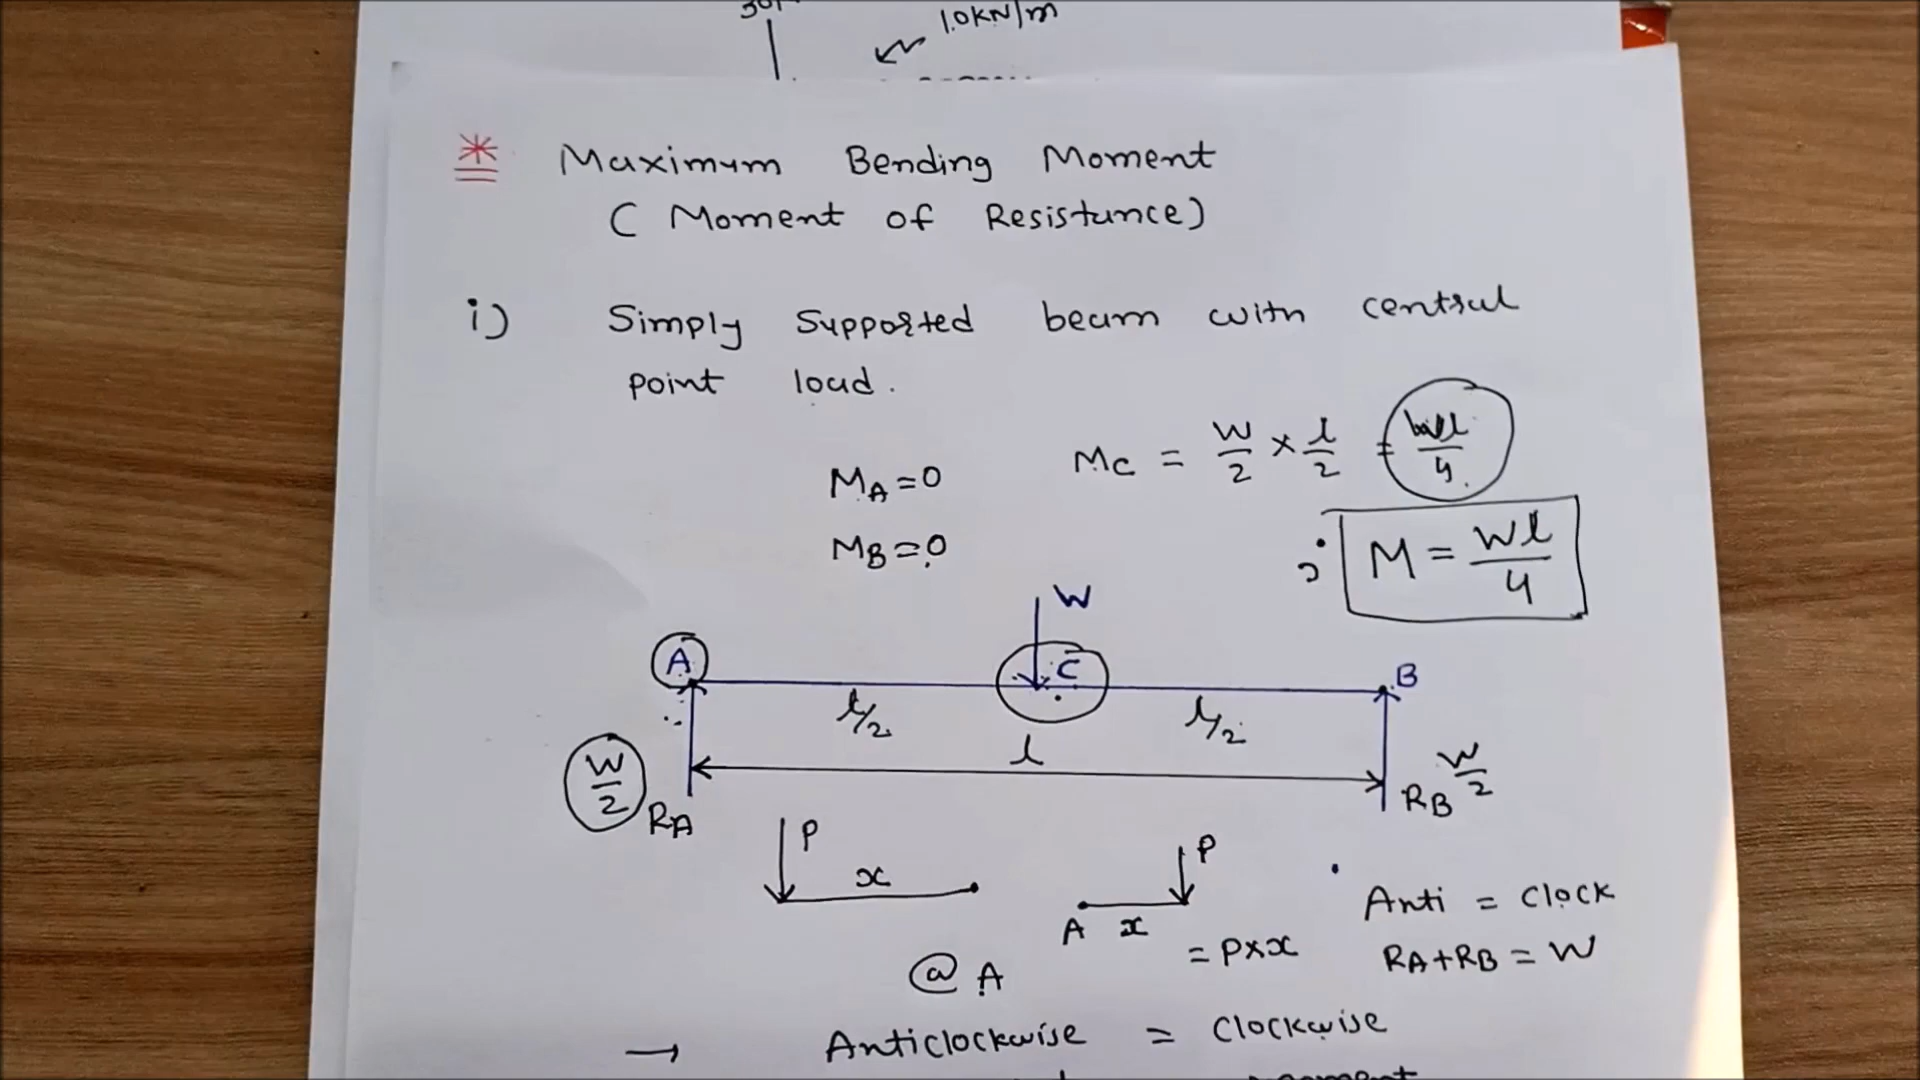 1.0KN/m
* Maximum Bending Moment
( Moment of Resistance)
i) Simply Supported beam with central
point load.
MA=0
MB=0
MC = W/2 × l/2 = Wl/4
M = Wl/4
W
A
C
B
l/2
l/2
l
W/2
RA
RB
W/2
P
x
P
A x
= P×x
@ A
Anti = Clock
RA+RB = W
→ Anticlockwise = Clockwise